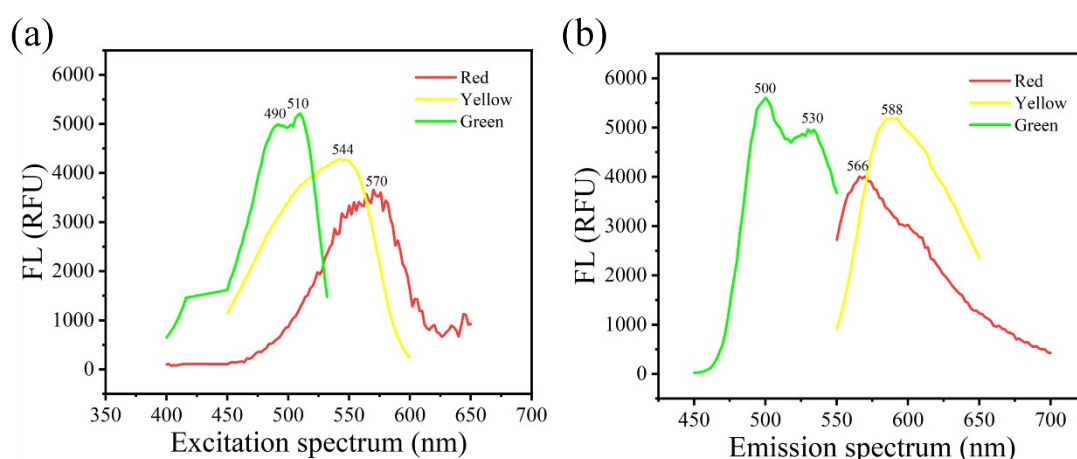 (a)
6000
5000
4000
3000
2000
1000
0
FL (RFU)
490
510
544
570
Red
Yellow
Green
350 400 450 500 550 600 650 700
Excitation spectrum (nm)
(b)
6000
5000
4000
3000
2000
1000
0
FL (RFU)
500
530
566
588
Red
Yellow
Green
450 500 550 600 650 700
Emission spectrum (nm)